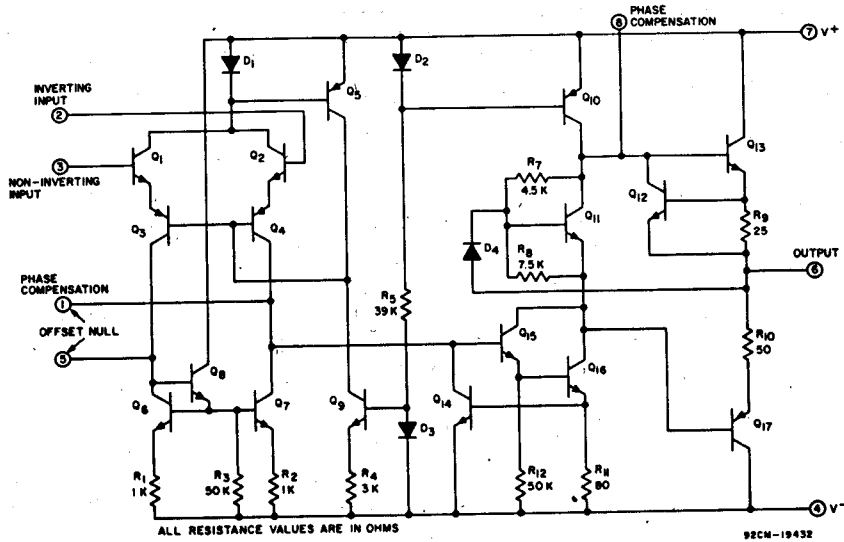 ⑧ PHASE
COMPENSATION
⑦ V+
D1
D2
INVERTING
INPUT
②
Q5
Q10
Q1
Q2
Q13
③
NON-INVERTING
INPUT
R7
4.5 K
Q12
Q11
R9
25
Q3
Q4
D4
R8
7.5 K
OUTPUT
⑥
PHASE
COMPENSATION
①
R5
39 K
OFFSET NULL
Q15
R10
50
⑤
Q8
Q16
Q6
Q7
Q9
Q14
D3
Q17
R1
1 K
R3
50 K
R2
1 K
R4
3 K
R12
50 K
R11
80
④ V-
ALL RESISTANCE VALUES ARE IN OHMS
92CM-19432